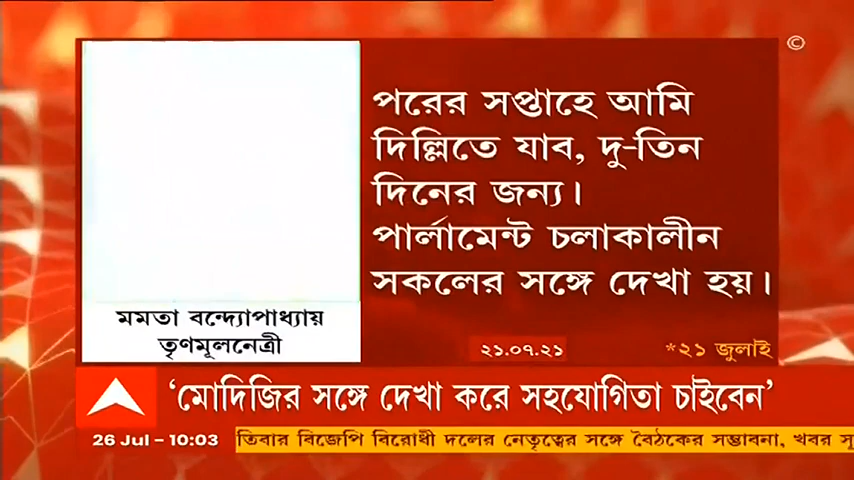 ©
পরের সপ্তাহে আমি
দিল্লিতে যাব, দু-তিন
দিনের জন্য।
পার্লামেন্ট চলাকালীন
সকলের সঙ্গে দেখা হয়।
মমতা বন্দ্যোপাধ্যায়
তৃণমূলনেত্রী
২১.০৭.২১
*২১ জুলাই
‘মোদিজির সঙ্গে দেখা করে সহযোগিতা চাইবেন’
26 Jul – 10:03
তিবার বিজেপি বিরোধী দলের নেতৃত্বের সঙ্গে বৈঠকের সম্ভাবনা, খবর সূ